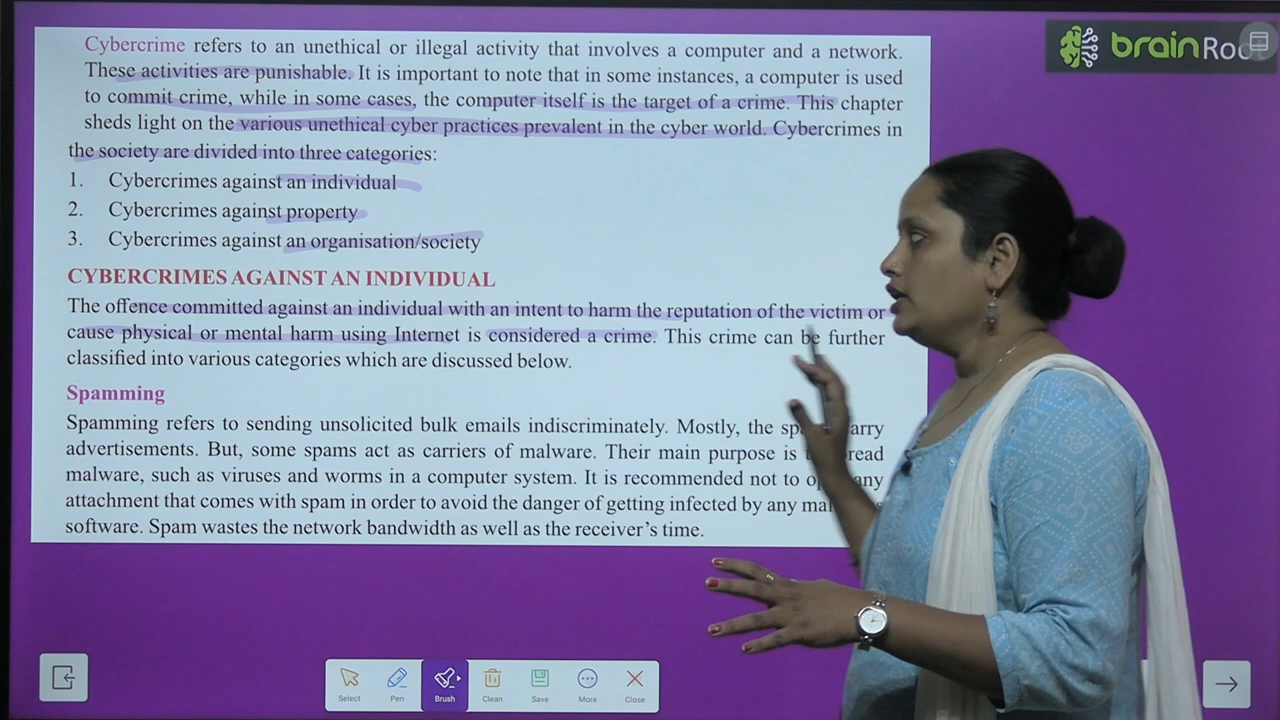 Cybercrime refers to an unethical or illegal activity that involves a computer and a network.
These activities are punishable. It is important to note that in some instances, a computer is used
to commit crime, while in some cases, the computer itself is the target of a crime. This chapter
sheds light on the various unethical cyber practices prevalent in the cyber world. Cybercrimes in
the society are divided into three categories:
1. Cybercrimes against an individual
2. Cybercrimes against property
3. Cybercrimes against an organisation/society
CYBERCRIMES AGAINST AN INDIVIDUAL
The offence committed against an individual with an intent to harm the reputation of the victim or
cause physical or mental harm using Internet is considered a crime. This crime can be further
classified into various categories which are discussed below.
Spamming
Spamming refers to sending unsolicited bulk emails indiscriminately. Mostly, the
advertisements. But, some spams act as carriers of malware. Their main purpose is
malware, such as viruses and worms in a computer system. It is recommended not to any
attachment that comes with spam in order to avoid the danger of getting infected by any
software. Spam wastes the network bandwidth as well as the receiver's time.
brain
Select Pen Brush Clean Save More Close